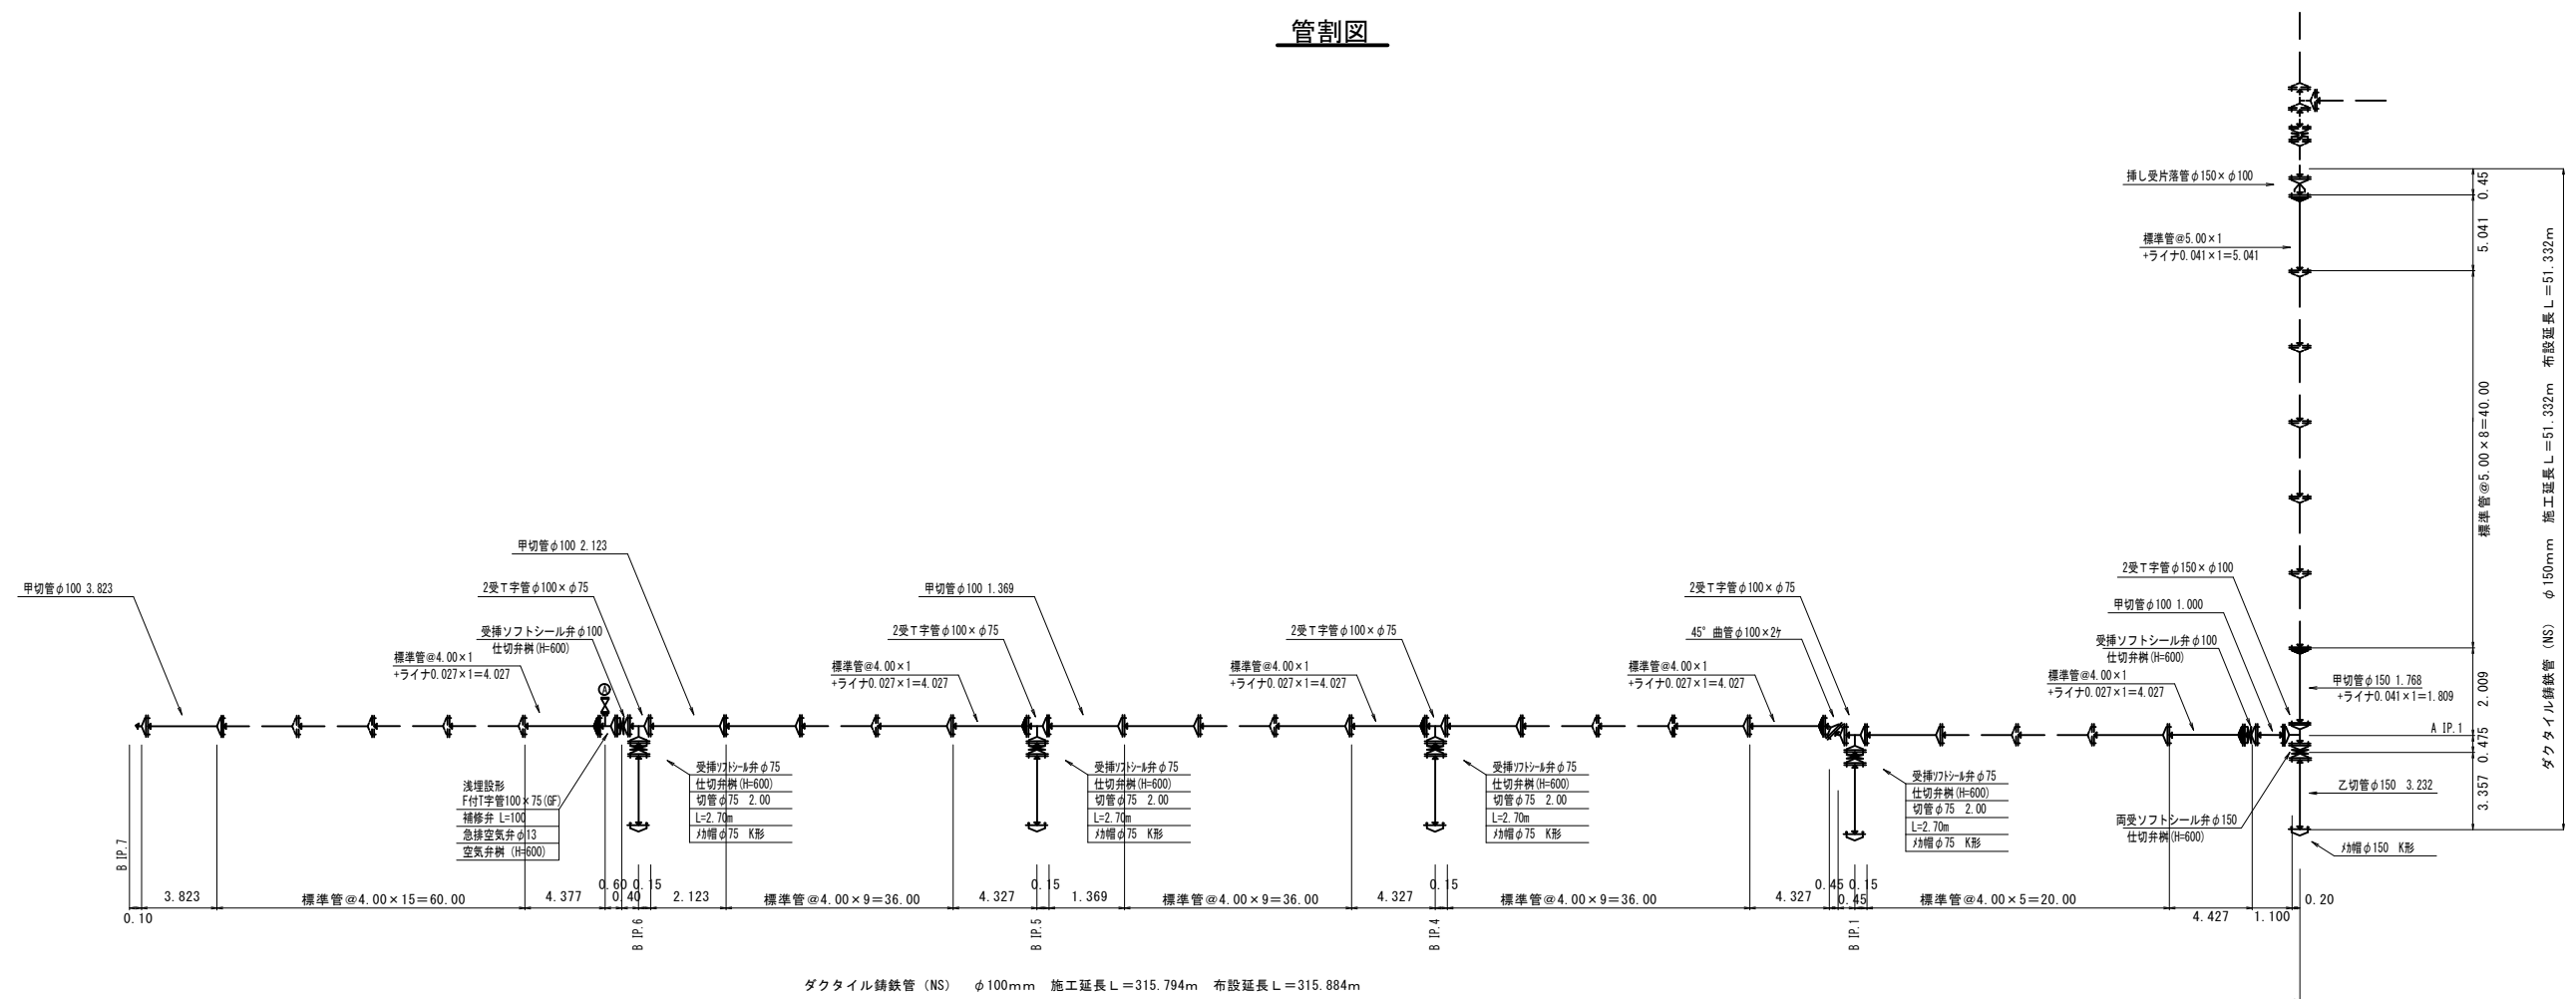 管割図
挿し受片落管φ150×φ100
標準管@5.00×1
+ライナ0.041×1=5.041
0.45
5.041
標準管@5.00×8=40.00
2.009
0.475
3.357
ダクタイル鋳鉄管 (NS) φ150mm 施工延長L=51.332m 布設延長L=51.332m
甲切管φ100 3.823
標準管@4.00×1
+ライナ0.027×1=4.027
受挿ソフトシール弁φ100
仕切弁桝(H=600)
2受T字管φ100×φ75
甲切管φ100 2.123
標準管@4.00×1
+ライナ0.027×1=4.027
2受T字管φ100×φ75
甲切管φ100 1.369
標準管@4.00×1
+ライナ0.027×1=4.027
2受T字管φ100×φ75
標準管@4.00×1
+ライナ0.027×1=4.027
45°曲管φ100×2ケ
2受T字管φ100×φ75
標準管@4.00×1
+ライナ0.027×1=4.027
受挿ソフトシール弁φ100
仕切弁桝(H=600)
甲切管φ100 1.000
2受T字管φ150×φ100
甲切管φ150 1.768
+ライナ0.041×1=1.809
A IP.1
乙切管φ150 3.232
両受ソフトシール弁φ150
仕切弁桝(H=600)
メカ帽φ150 K形
A
浅埋設形
F付T字管100×75(GF)
補修弁 L=100
急排空気弁φ13
空気弁桝 (H=600)
受挿ソフトシール弁φ75
仕切弁桝(H=600)
切管φ75 2.00
L=2.70m
メカ帽φ75 K形
受挿ソフトシール弁φ75
仕切弁桝(H=600)
切管φ75 2.00
L=2.70m
メカ帽φ75 K形
受挿ソフトシール弁φ75
仕切弁桝(H=600)
切管φ75 2.00
L=2.70m
メカ帽φ75 K形
受挿ソフトシール弁φ75
仕切弁桝(H=600)
切管φ75 2.00
L=2.70m
メカ帽φ75 K形
B IP.7
0.10
3.823
標準管@4.00×15=60.00
4.377
0.60
0.40
0.15
2.123
標準管@4.00×9=36.00
4.327
0.15
1.369
標準管@4.00×9=36.00
4.327
0.15
標準管@4.00×9=36.00
4.327
0.45
0.45
0.15
標準管@4.00×5=20.00
4.427
1.100
0.20
B IP.6
B IP.5
B IP.4
B IP.1
ダクタイル鋳鉄管 (NS) φ100mm 施工延長L=315.794m 布設延長L=315.884m